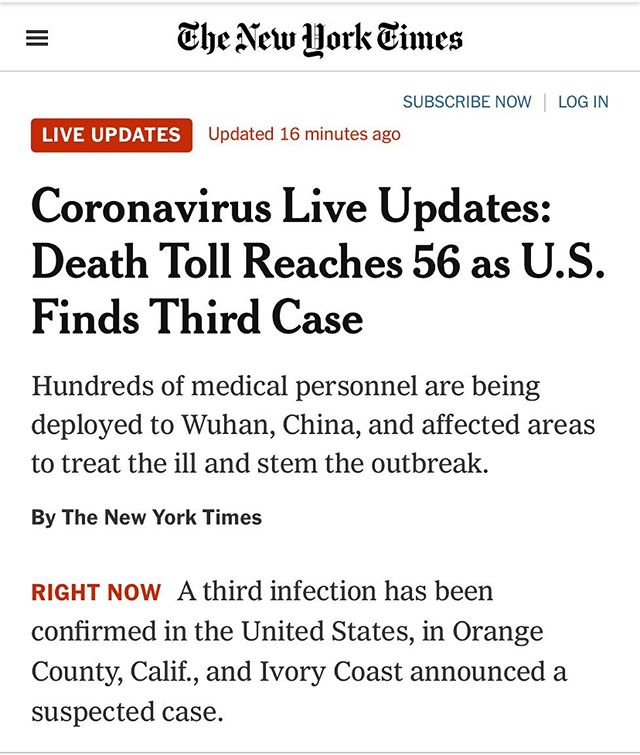 The New York Times
SUBSCRIBE NOW | LOG IN
LIVE UPDATES Updated 16 minutes ago
Coronavirus Live Updates:
Death Toll Reaches 56 as U.S.
Finds Third Case
Hundreds of medical personnel are being
deployed to Wuhan, China, and affected areas
to treat the ill and stem the outbreak.
By The New York Times
RIGHT NOW A third infection has been
confirmed in the United States, in Orange
County, Calif., and Ivory Coast announced a
suspected case.